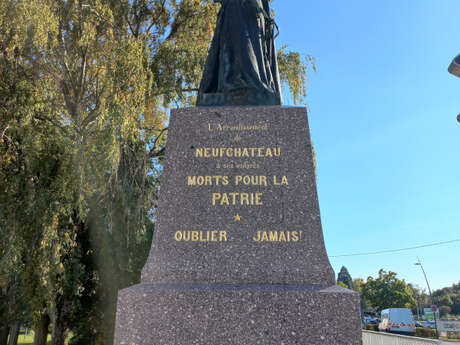 L'Arrondissement
de
NEUFCHATEAU
à ses enfants
MORTS POUR LA
PATRIE
OUBLIER JAMAIS!